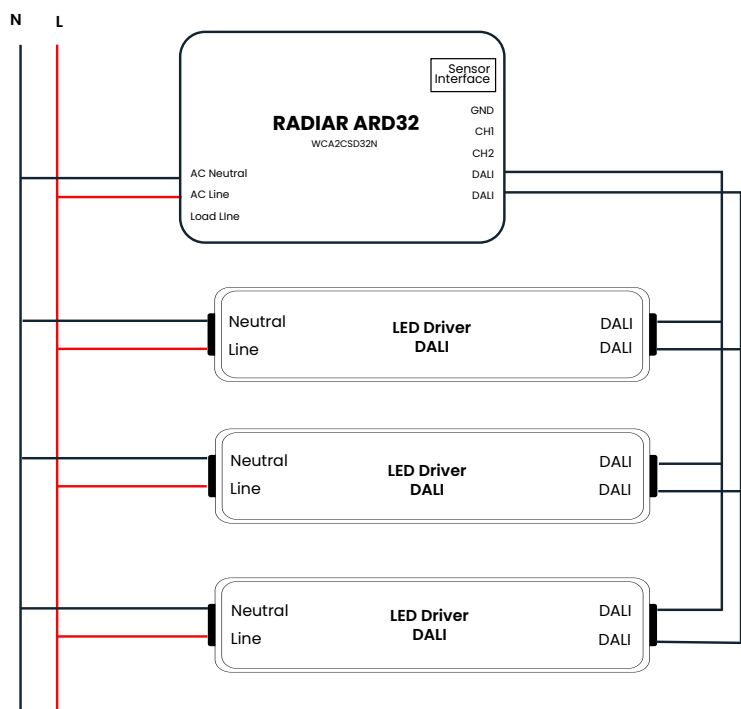 N L
Sensor
Interface
RADIAR ARD32
WCA2CSD32N
GND
CH1
CH2
DALI
DALI
AC Neutral
AC Line
Load LIne
Neutral
Line
LED Driver
DALI
DALI
DALI
Neutral
Line
LED Driver
DALI
DALI
DALI
Neutral
Line
LED Driver
DALI
DALI
DALI